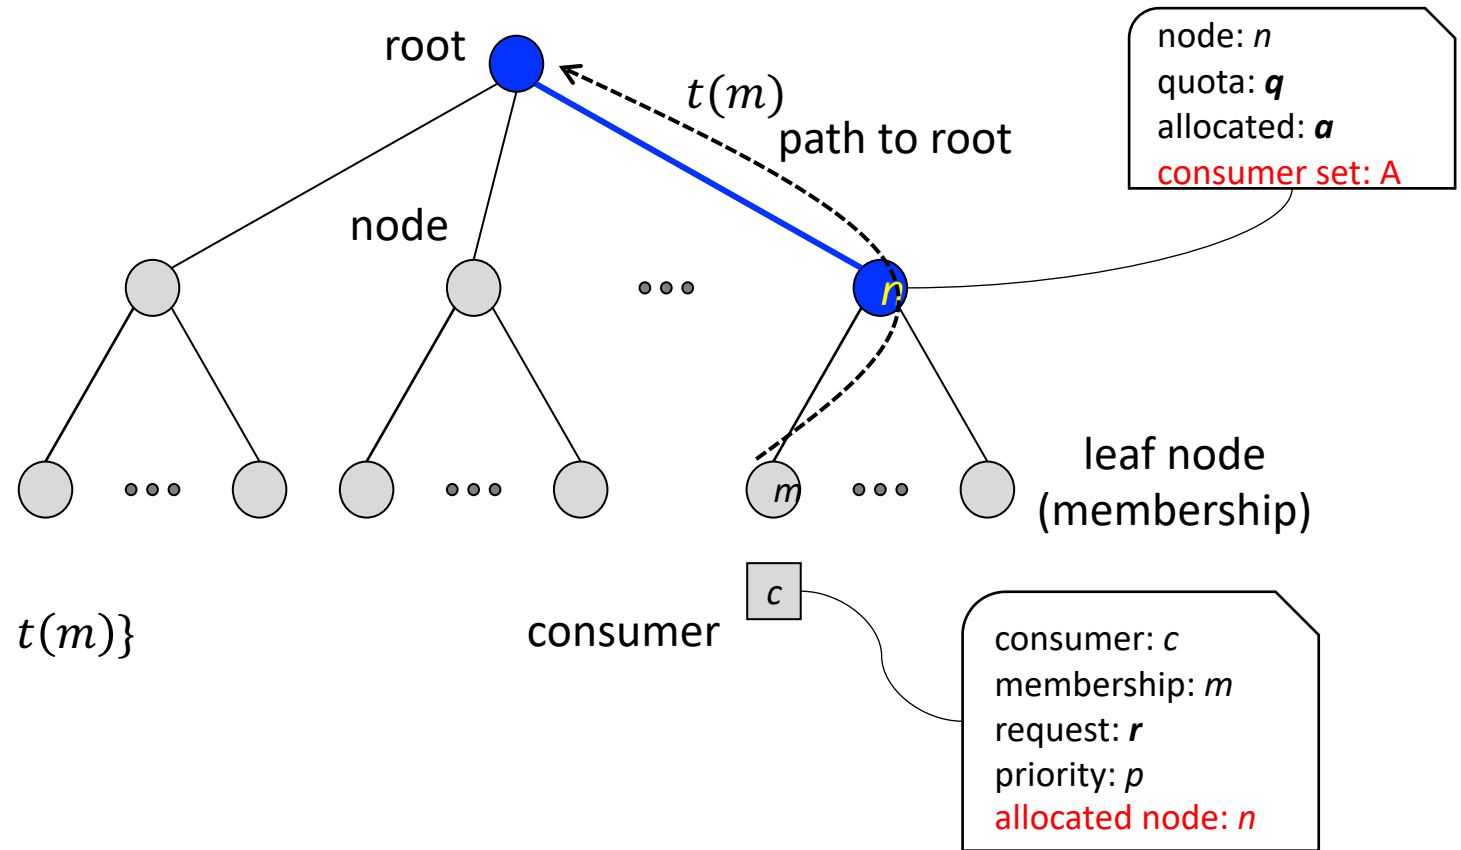 root
t(m)
path to root
node: n
quota: q
allocated: a
consumer set: A
node
n
m
leaf node
(membership)
c
t(m)}
consumer
consumer: c
membership: m
request: r
priority: p
allocated node: n